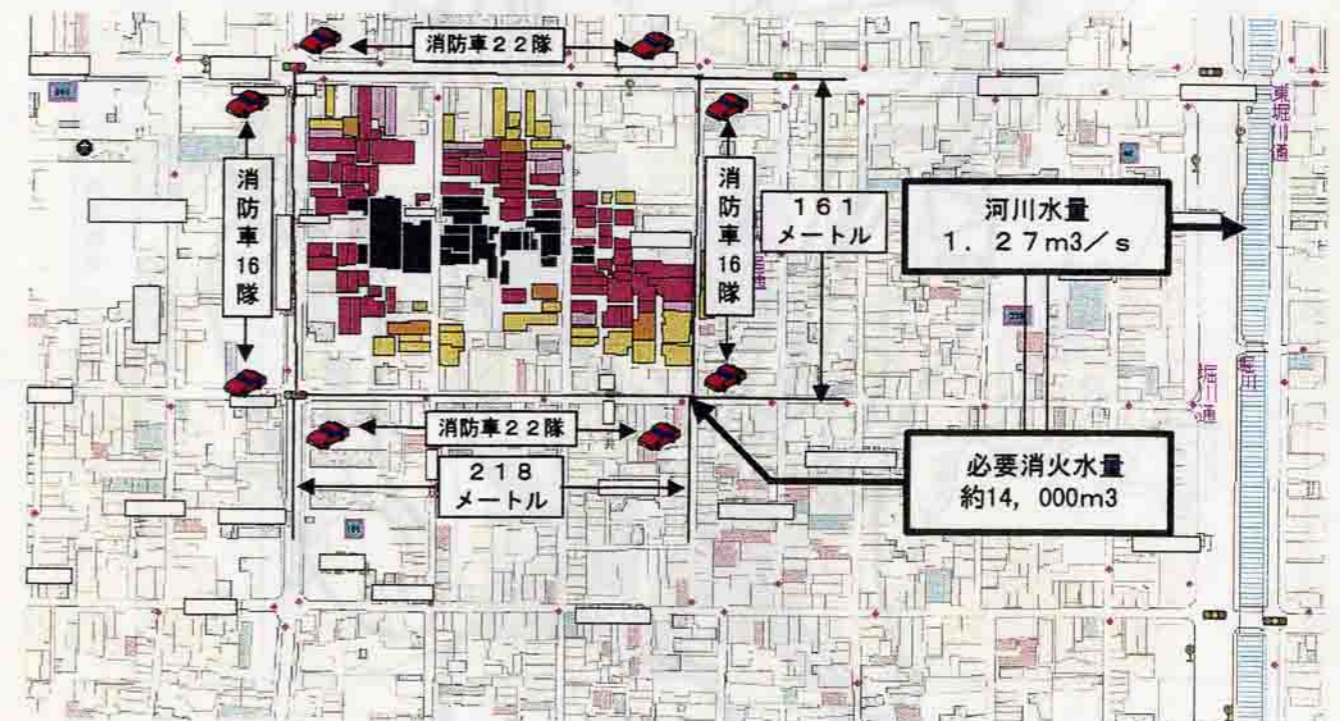 消防車22隊
東堀川通
消防車16隊
消防車16隊
161
メートル
河川水量
1.27m3/s
堀川
堀川通
消防車22隊
218
メートル
必要消火水量
約14,000m3